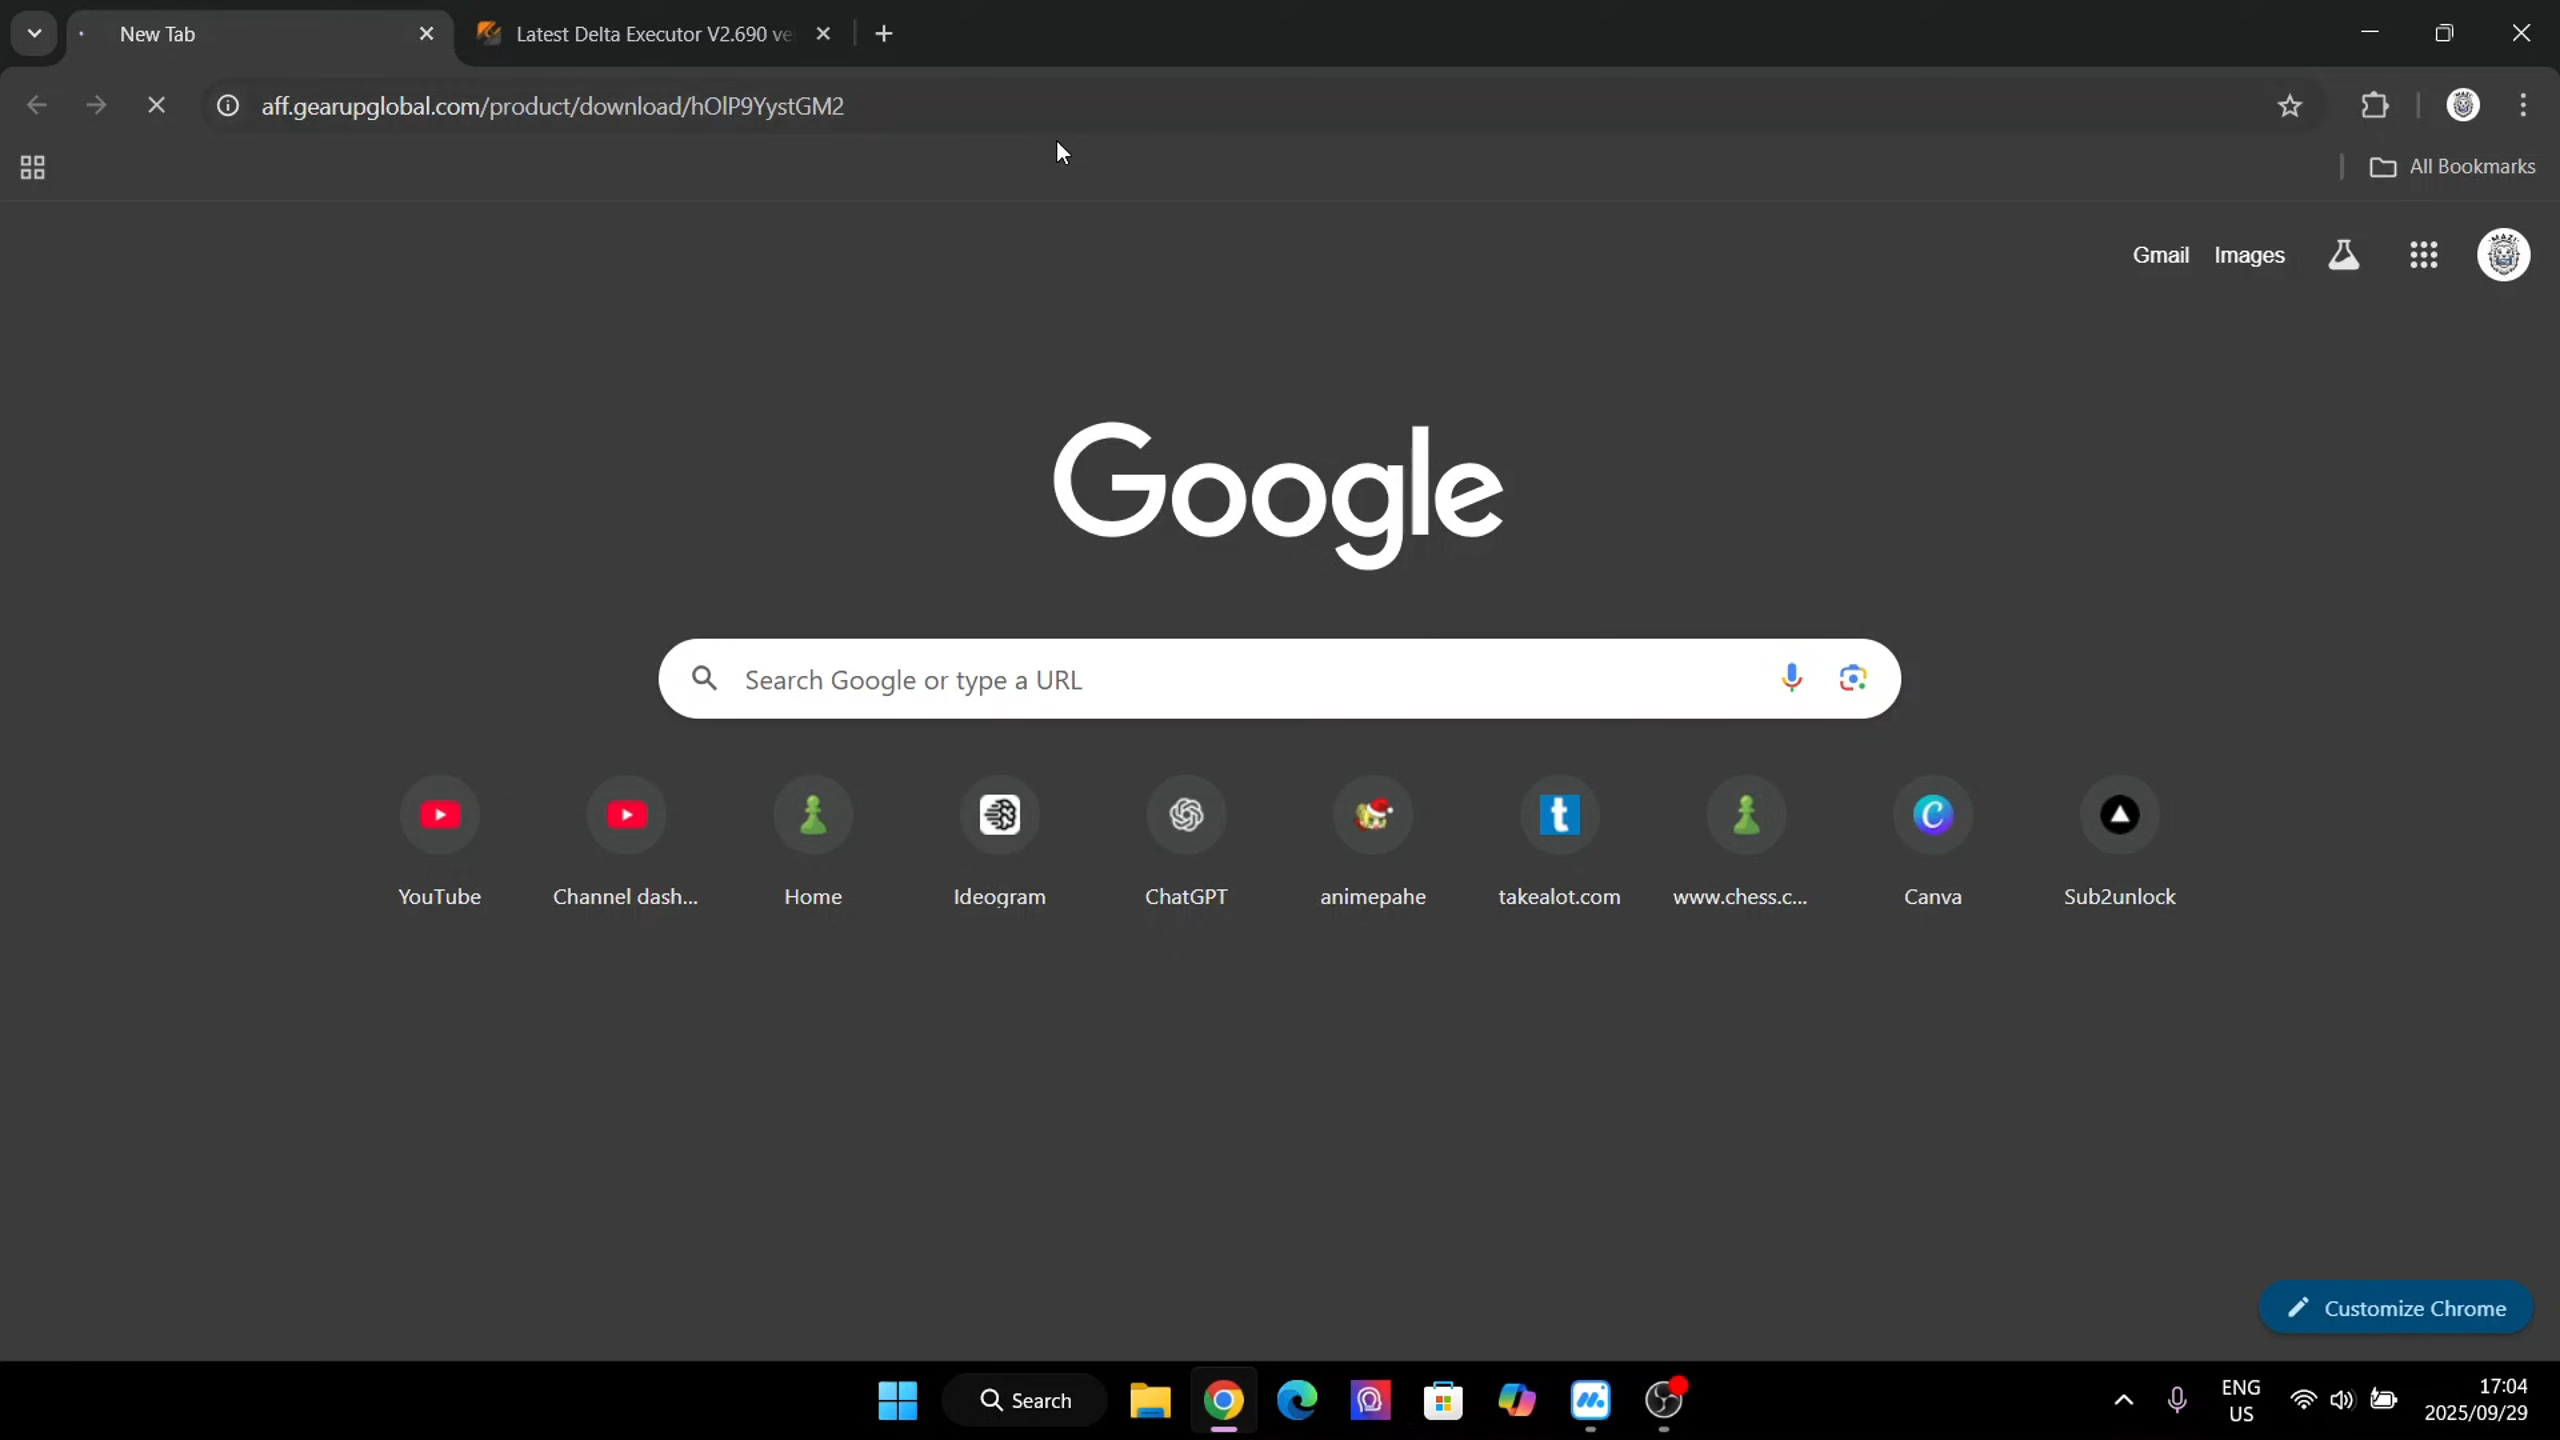 New Tab
Latest Delta Executor V2.690 ve
aff.gearupglobal.com/product/download/hOlP9YystGM2
All Bookmarks
Gmail Images
Google
Search Google or type a URL
YouTube
Channel dash...
Home
Ideogram
ChatGPT
animepahe
takealot.com
www.chess.c...
Canva
Sub2unlock
Customize Chrome
Search
ENG
US
17:04
2025/09/29